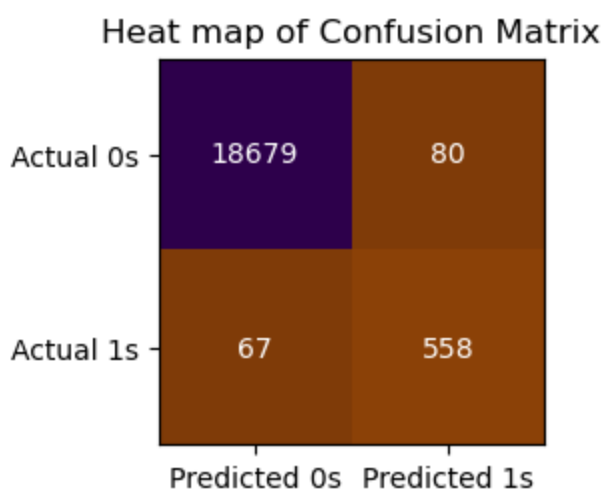 Heat map of Confusion Matrix
Actual 0s 18679 80
Actual 1s 67 558
Predicted 0s Predicted 1s